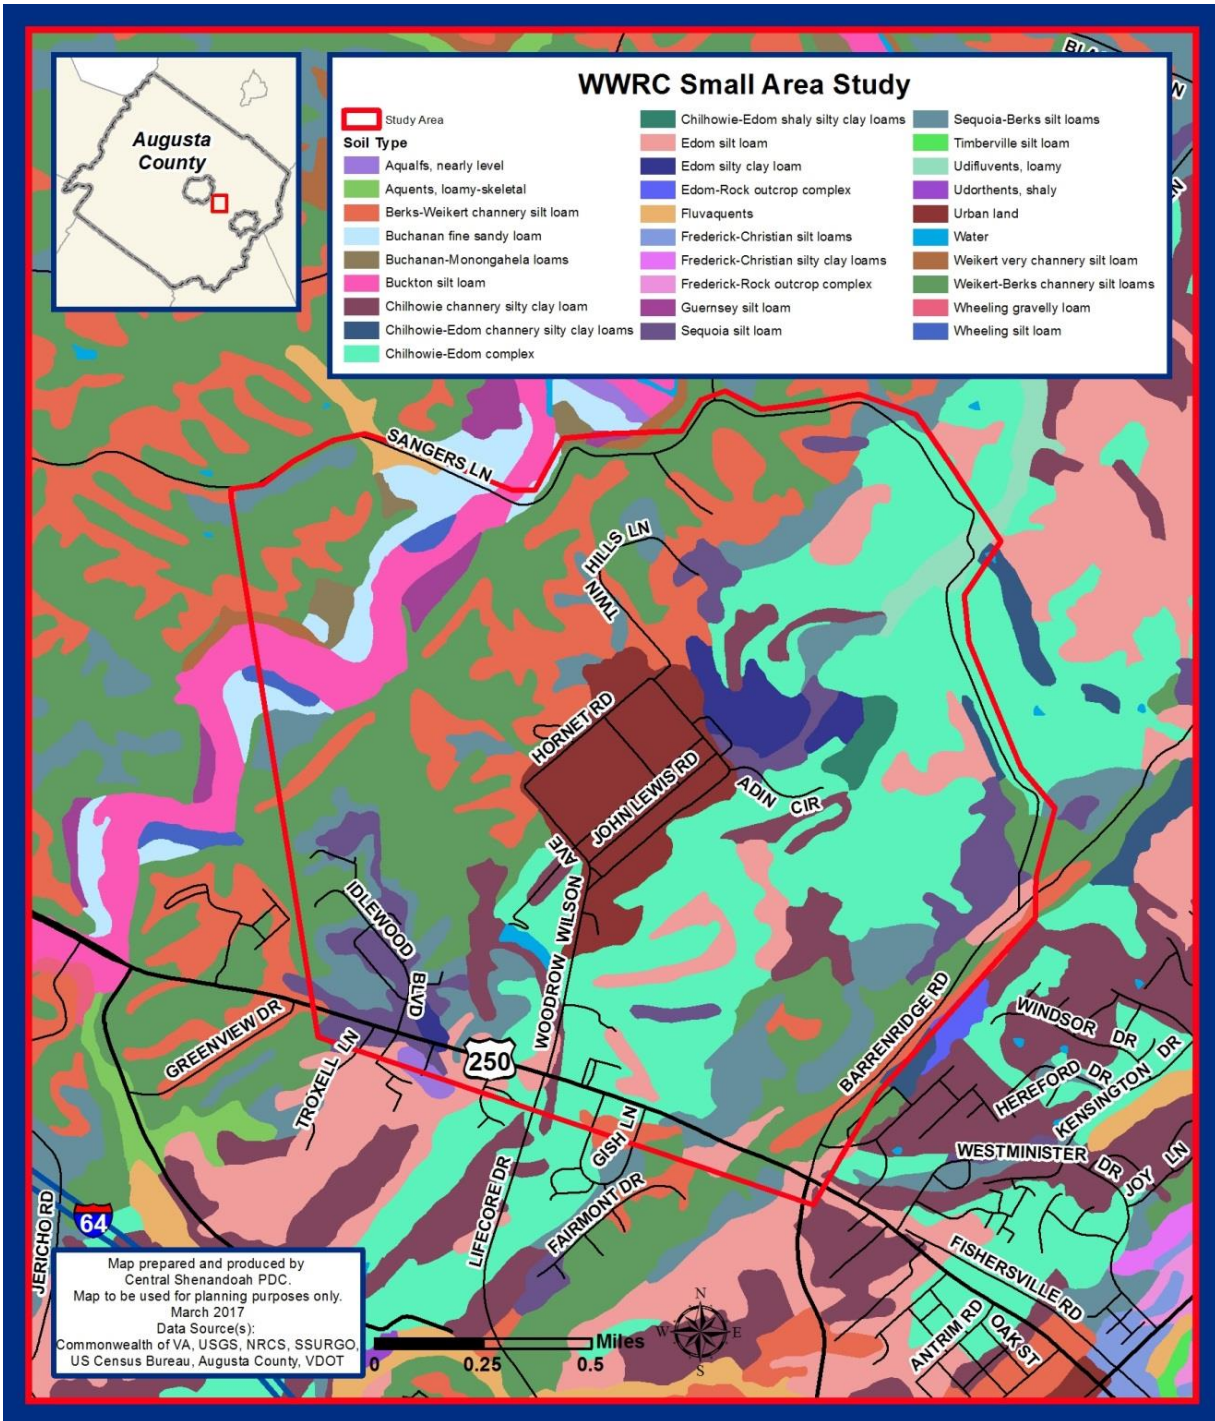 WWRC Small Area Study
Augusta
County
Study Area
Soil Type
Aqualfs, nearly level
Aquents, loamy-skeletal
Berks-Weikert channery silt loam
Buchanan fine sandy loam
Buchanan-Monongahela loams
Buckton silt loam
Chilhowie channery silty clay loam
Chilhowie-Edom channery silty clay loams
Chilhowie-Edom complex
Chilhowie-Edom shaly silty clay loams
Edom silt loam
Edom silty clay loam
Edom-Rock outcrop complex
Fluvaquents
Frederick-Christian silt loams
Frederick-Christian silty clay loams
Frederick-Rock outcrop complex
Guernsey silt loam
Sequoia silt loam
Sequoia-Berks silt loams
Timberville silt loam
Udifluvents, loamy
Udorthents, shaly
Urban land
Water
Weikert very channery silt loam
Weikert-Berks channery silt loams
Wheeling gravelly loam
Wheeling silt loam
SANGERS LN
TWIN HILLS LN
HORNET RD
JOHN LEWIS RD
ADIN CIR
WOODROW WILSON AVE
IDLEWOOD BLVD
GREENVIEW DR
TROXELL LN
250
BARRENRIDGE RD
WINDSOR DR
HEREFORD DR
KENSINGTON DR
WESTMINISTER DR
JOY LN
GISH LN
LIFECORE DR
FAIRMONT DR
FISHERSVILLE RD
ANTRIM RD
OAK ST
JERICHO RD
64
Map prepared and produced by
Central Shenandoah PDC.
Map to be used for planning purposes only.
March 2017
Data Source(s):
Commonwealth of VA, USGS, NRCS, SSURGO,
US Census Bureau, Augusta County, VDOT
Miles
0 0.25 0.5
N
W E
S